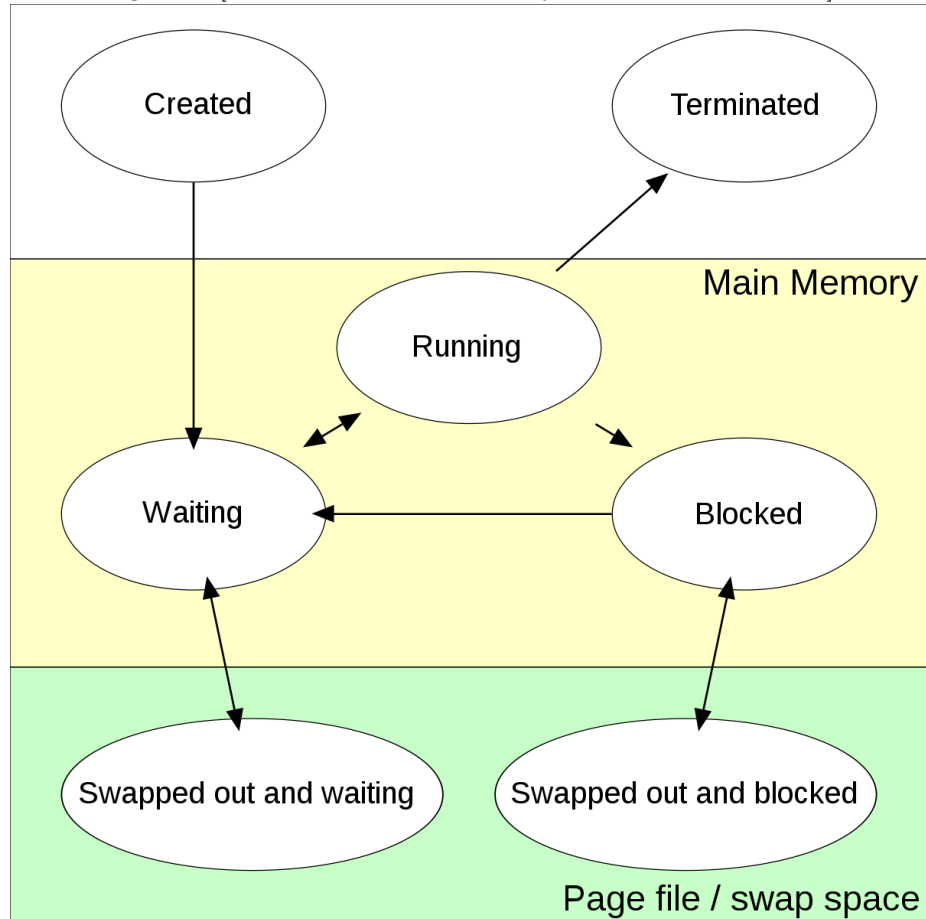 Created
Terminated
Main Memory
Running
Waiting
Blocked
Swapped out and waiting
Swapped out and blocked
Page file / swap space